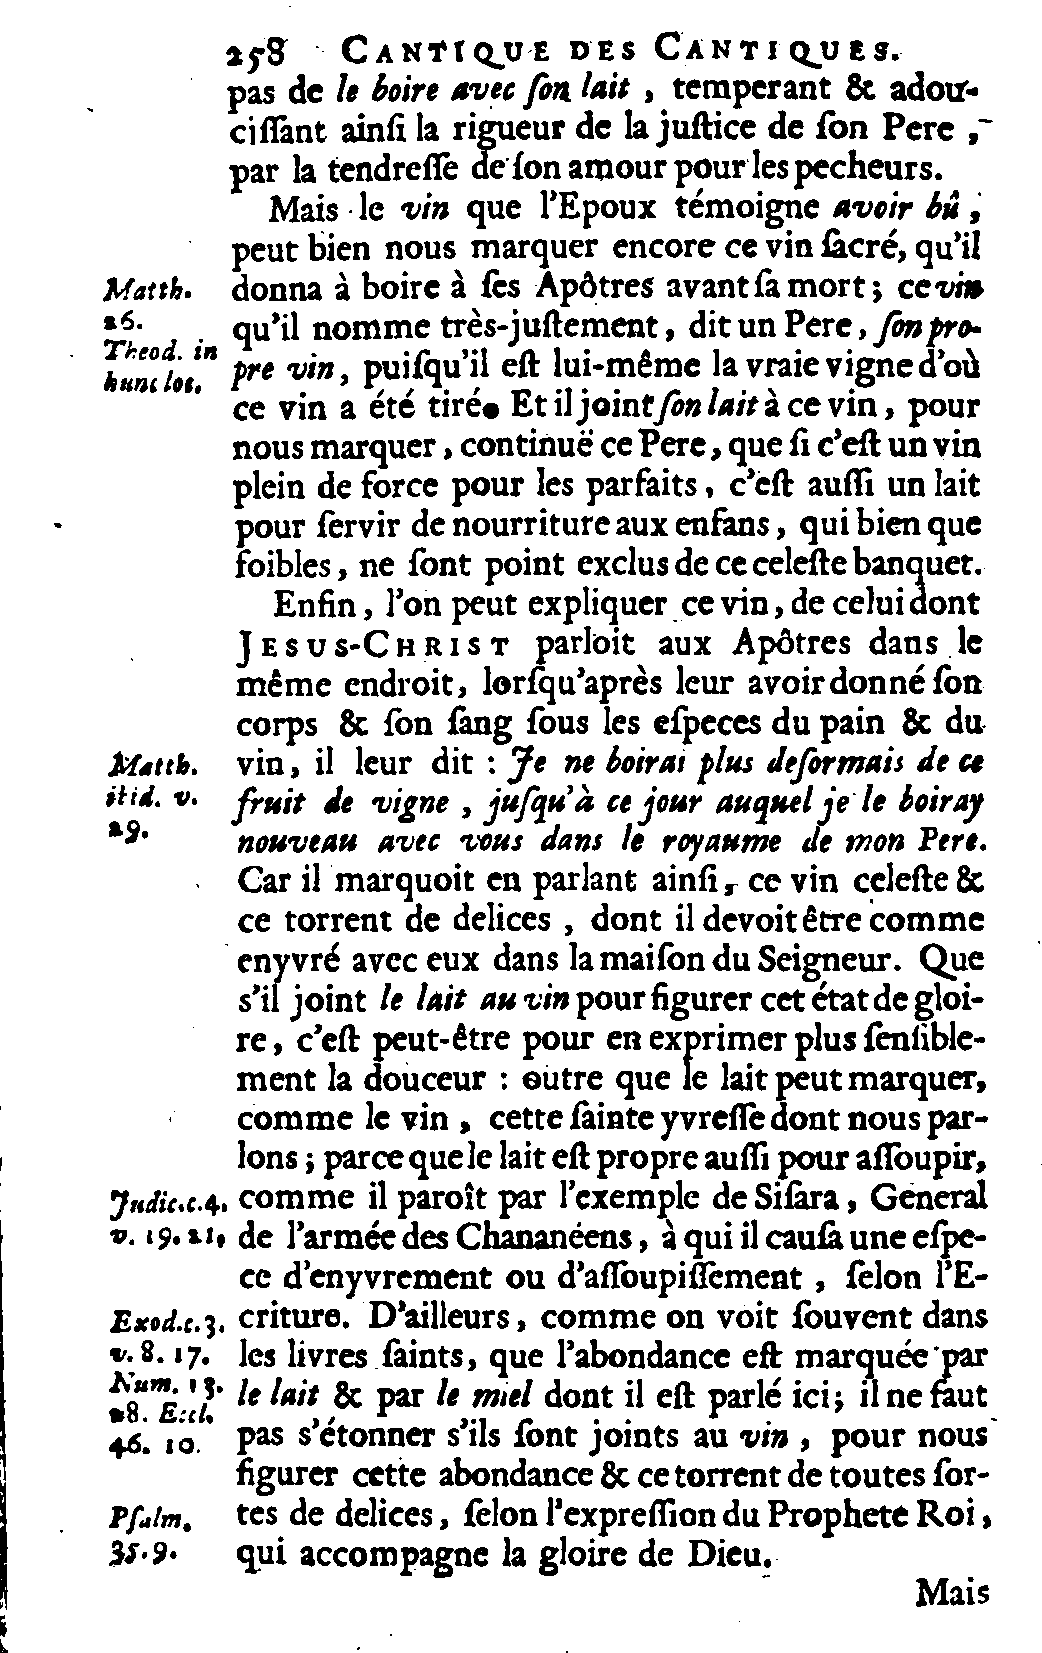 258 CANTIQUE DES CANTIQUES.
pas de le boire avec ſon lait, temperant & adou-
ciſſant ainſi la rigueur de la juſtice de ſon Pere,
par la tendreſſe de ſon amour pour les pecheurs.
Mais le vin que l'Epoux témoigne avoir bû,
peut bien nous marquer encore ce vin ſacré, qu'il
Matth. donna à boire à ſes Apôtres avant ſa mort; ce vin
26. qu'il nomme très-juſtement, dit un Pere, ſon pro-
Theod. in
hunc loc. pre vin, puiſqu'il eſt lui-même la vraie vigne d'où
ce vin a été tiré. Et il joint ſon lait à ce vin, pour
nous marquer, continuë ce Pere, que ſi c'eſt un vin
plein de force pour les parfaits, c'eſt auſſi un lait
pour ſervir de nourriture aux enfans, qui bien que
foibles, ne ſont point exclus de ce celeſte banquet.
Enfin, l'on peut expliquer ce vin, de celui dont
JESUS-CHRIST parloit aux Apôtres dans le
même endroit, lorſqu'après leur avoir donné ſon
corps & ſon ſang ſous les eſpeces du pain & du
Matth. vin, il leur dit : Je ne boirai plus deſormais de ce
ibid. v. fruit de vigne, juſqu'à ce jour auquel je le boiray
29. nouveau avec vous dans le royaume de mon Pere.
Car il marquoit en parlant ainſi, ce vin celeſte &
ce torrent de delices, dont il devoit être comme
enyvré avec eux dans la maiſon du Seigneur. Que
s'il joint le lait au vin pour figurer cet état de gloi-
re, c'eſt peut-être pour en exprimer plus ſenſible-
ment la douceur : outre que le lait peut marquer,
comme le vin, cette ſainte yvreſſe dont nous par-
lons; parce que le lait eſt propre auſſi pour aſſoupir,
Judic.c.4. comme il paroît par l'exemple de Siſara, General
v. 19. 21. de l'armée des Chananéens, à qui il cauſa une eſpe-
ce d'enyvrement ou d'aſſoupiſſement, ſelon l'E-
Exod.c.3. criture. D'ailleurs, comme on voit ſouvent dans
v. 8. 17. les livres ſaints, que l'abondance eſt marquée par
Num. 13. le lait & par le miel dont il eſt parlé ici; il ne faut
28. Eccl.
46. 10. pas s'étonner s'ils ſont joints au vin, pour nous
figurer cette abondance & ce torrent de toutes ſor-
Pſalm. tes de delices, ſelon l'expreſſion du Prophete Roi,
35.9. qui accompagne la gloire de Dieu.
Mais